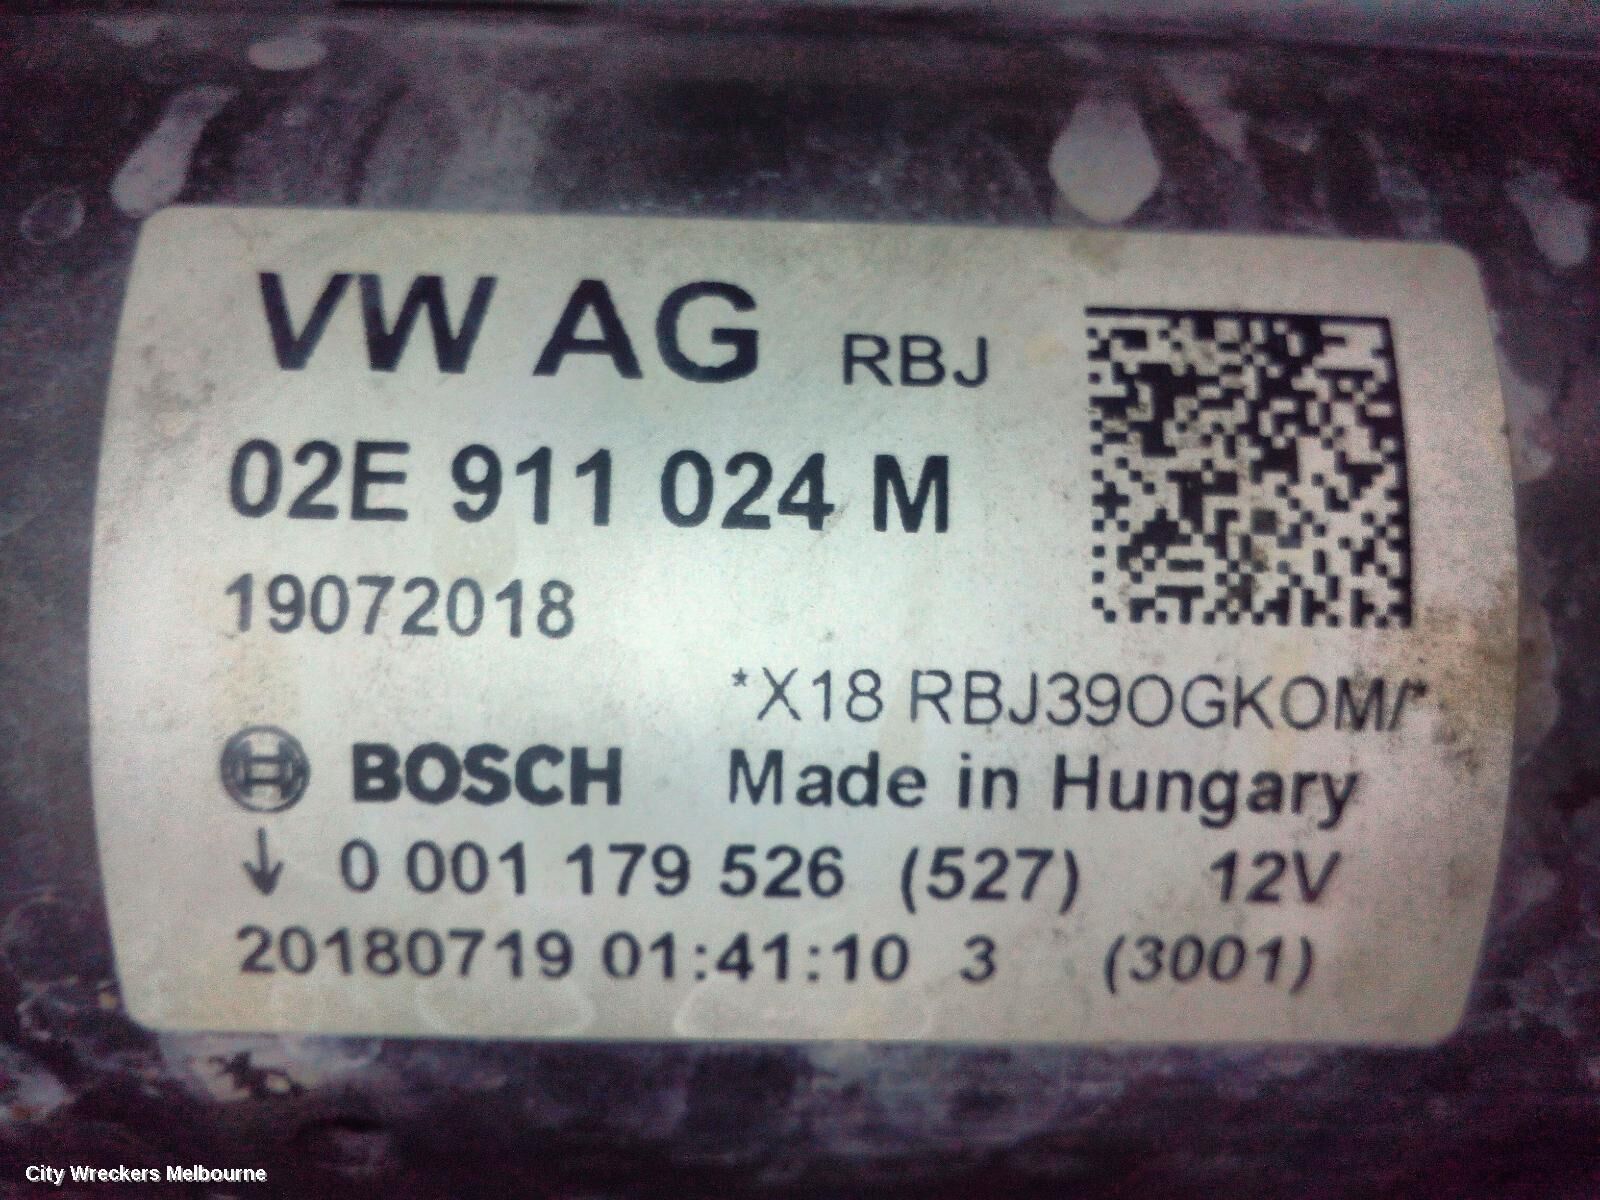 VW AG RBJ
02E 911 024 M
19072018
*X18 RBJ39OGKOM/*
BOSCH Made in Hungary
↓ 0 001 179 526 (527) 12V
20180719 01:41:10 3 (3001)
City Wreckers Melbourne